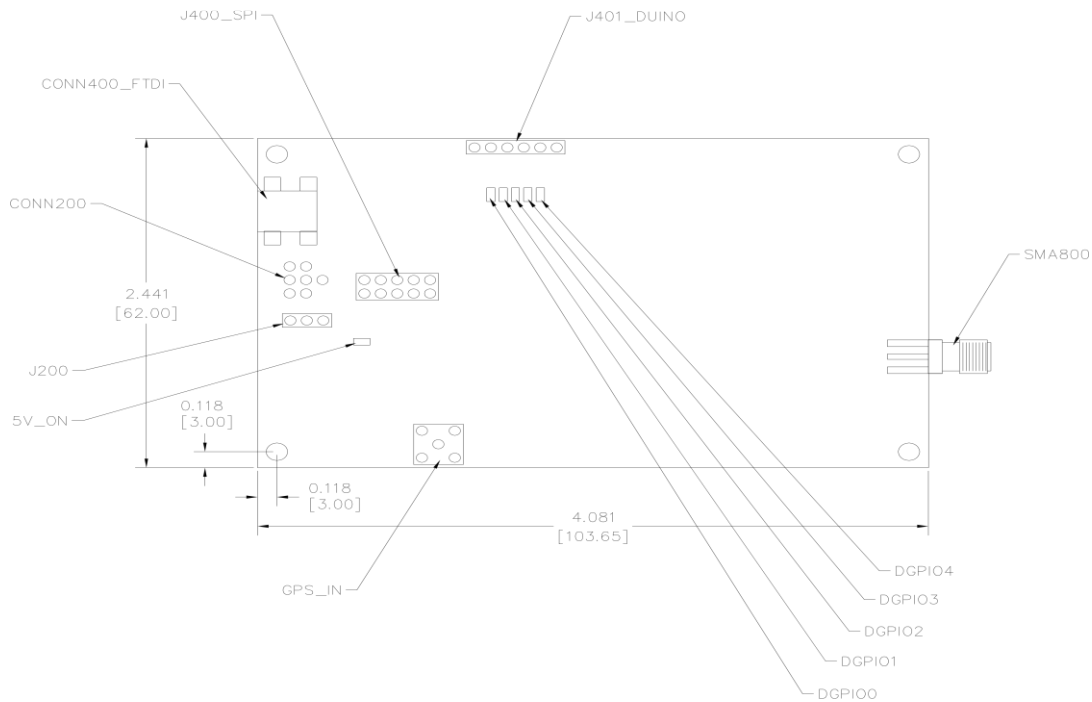 J400_SPI
J401_DUINO
CONN400_FTDI
CONN200
SMA800
2.441
[62.00]
J200
0.118
[3.00]
5V_ON
0.118
[3.00]
4.081
[103.65]
GPS_IN
DGPIO4
DGPIO3
DGPIO2
DGPIO1
DGPIO0